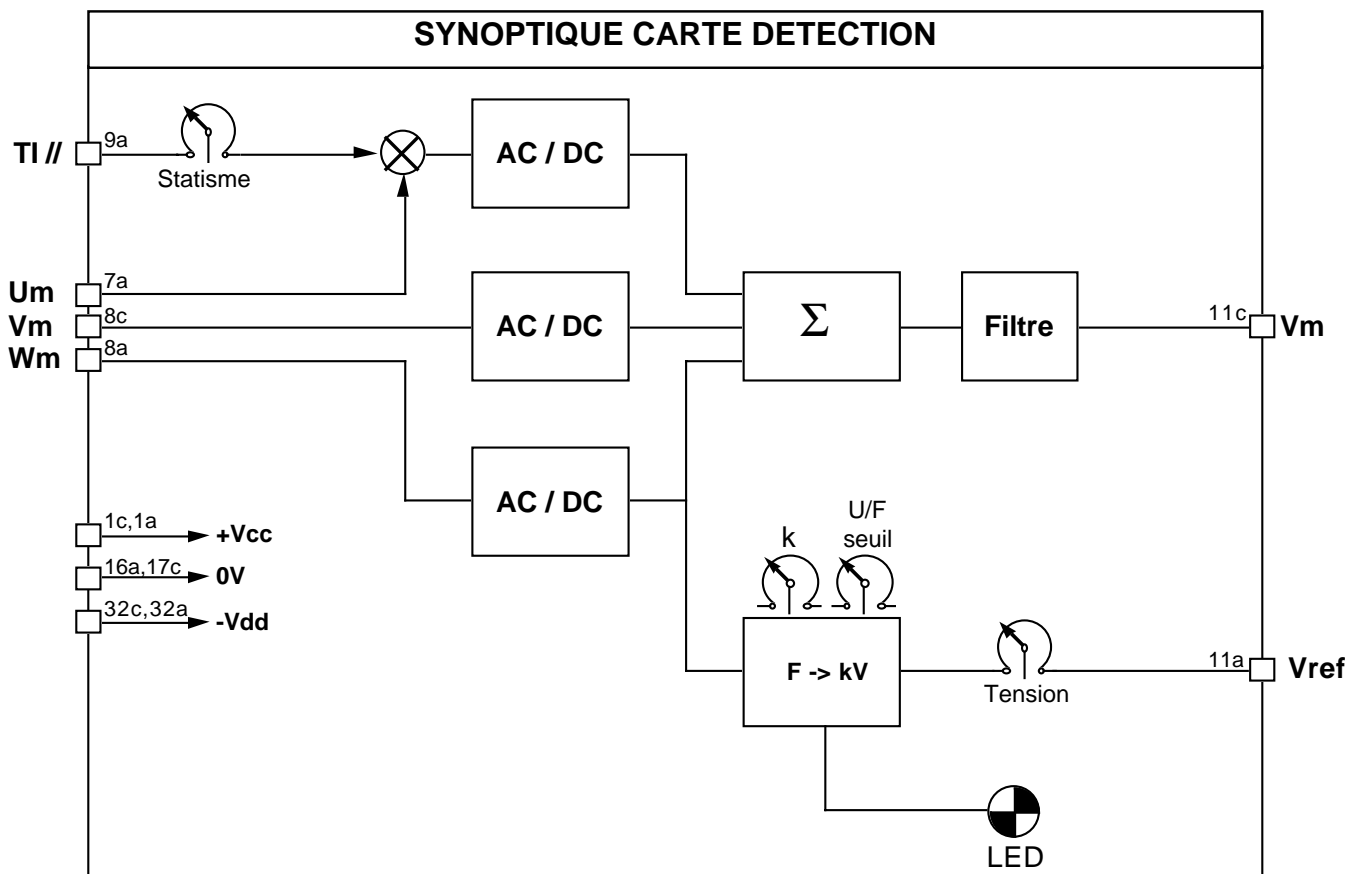 SYNOPTIQUE CARTE DETECTION
TI //
9a
Statisme
AC / DC
Um
7a
Vm
8c
AC / DC
Σ
Filtre
11c
Vm
Wm
8a
AC / DC
1c,1a
+Vcc
16a,17c
0V
32c,32a
-Vdd
k
U/F
seuil
F -> kV
Tension
11a
Vref
LED